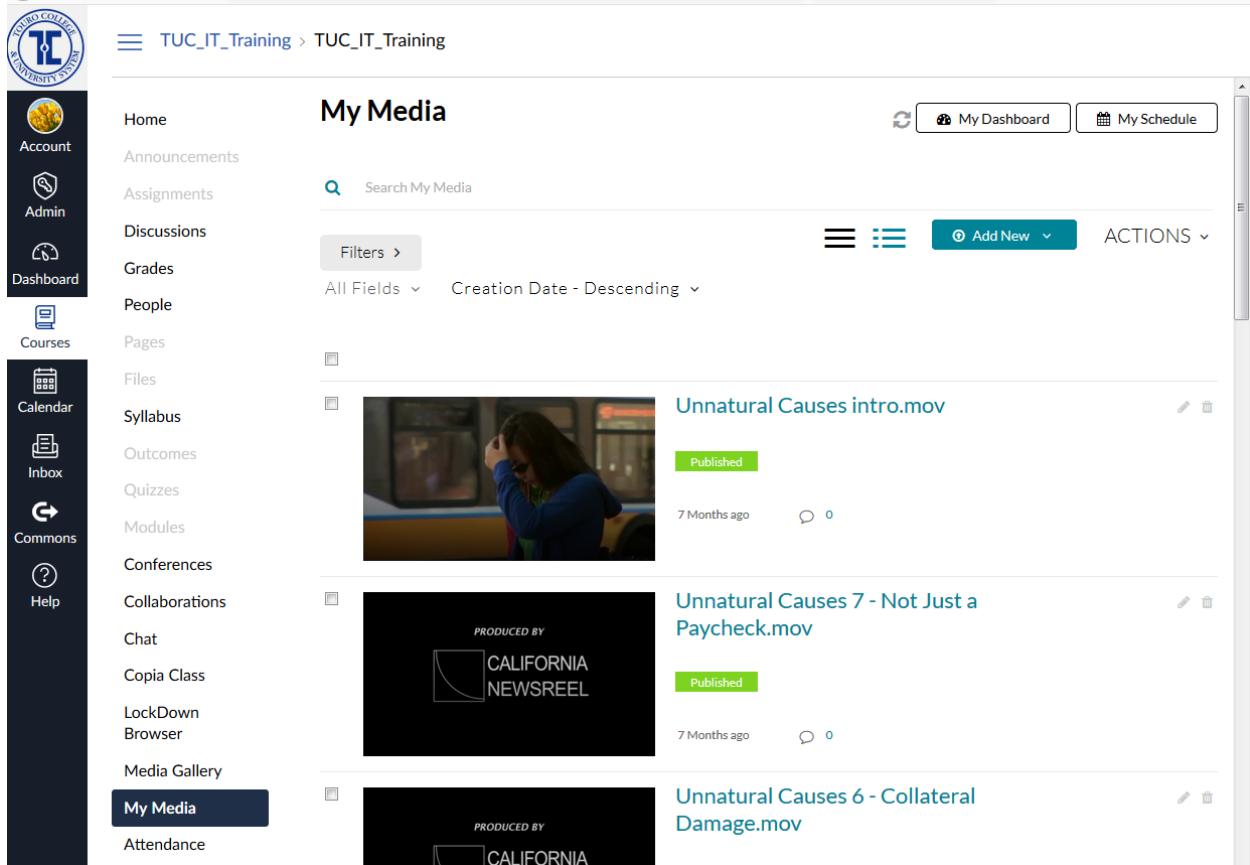 TOURO COLLEGE
& UNIVERSITY SYSTEM
TUC_IT_Training > TUC_IT_Training
Account
Admin
Dashboard
Courses
Calendar
Inbox
Commons
Help
Home
Announcements
Assignments
Discussions
Grades
People
Pages
Files
Syllabus
Outcomes
Quizzes
Modules
Conferences
Collaborations
Chat
Copia Class
LockDown
Browser
Media Gallery
My Media
Attendance
My Media
My Dashboard
My Schedule
Search My Media
Filters >
Add New
ACTIONS
All Fields
Creation Date - Descending
Unnatural Causes intro.mov
Published
7 Months ago
0
PRODUCED BY
CALIFORNIA
NEWSREEL
Unnatural Causes 7 - Not Just a
Paycheck.mov
Published
7 Months ago
0
PRODUCED BY
CALIFORNIA
Unnatural Causes 6 - Collateral
Damage.mov